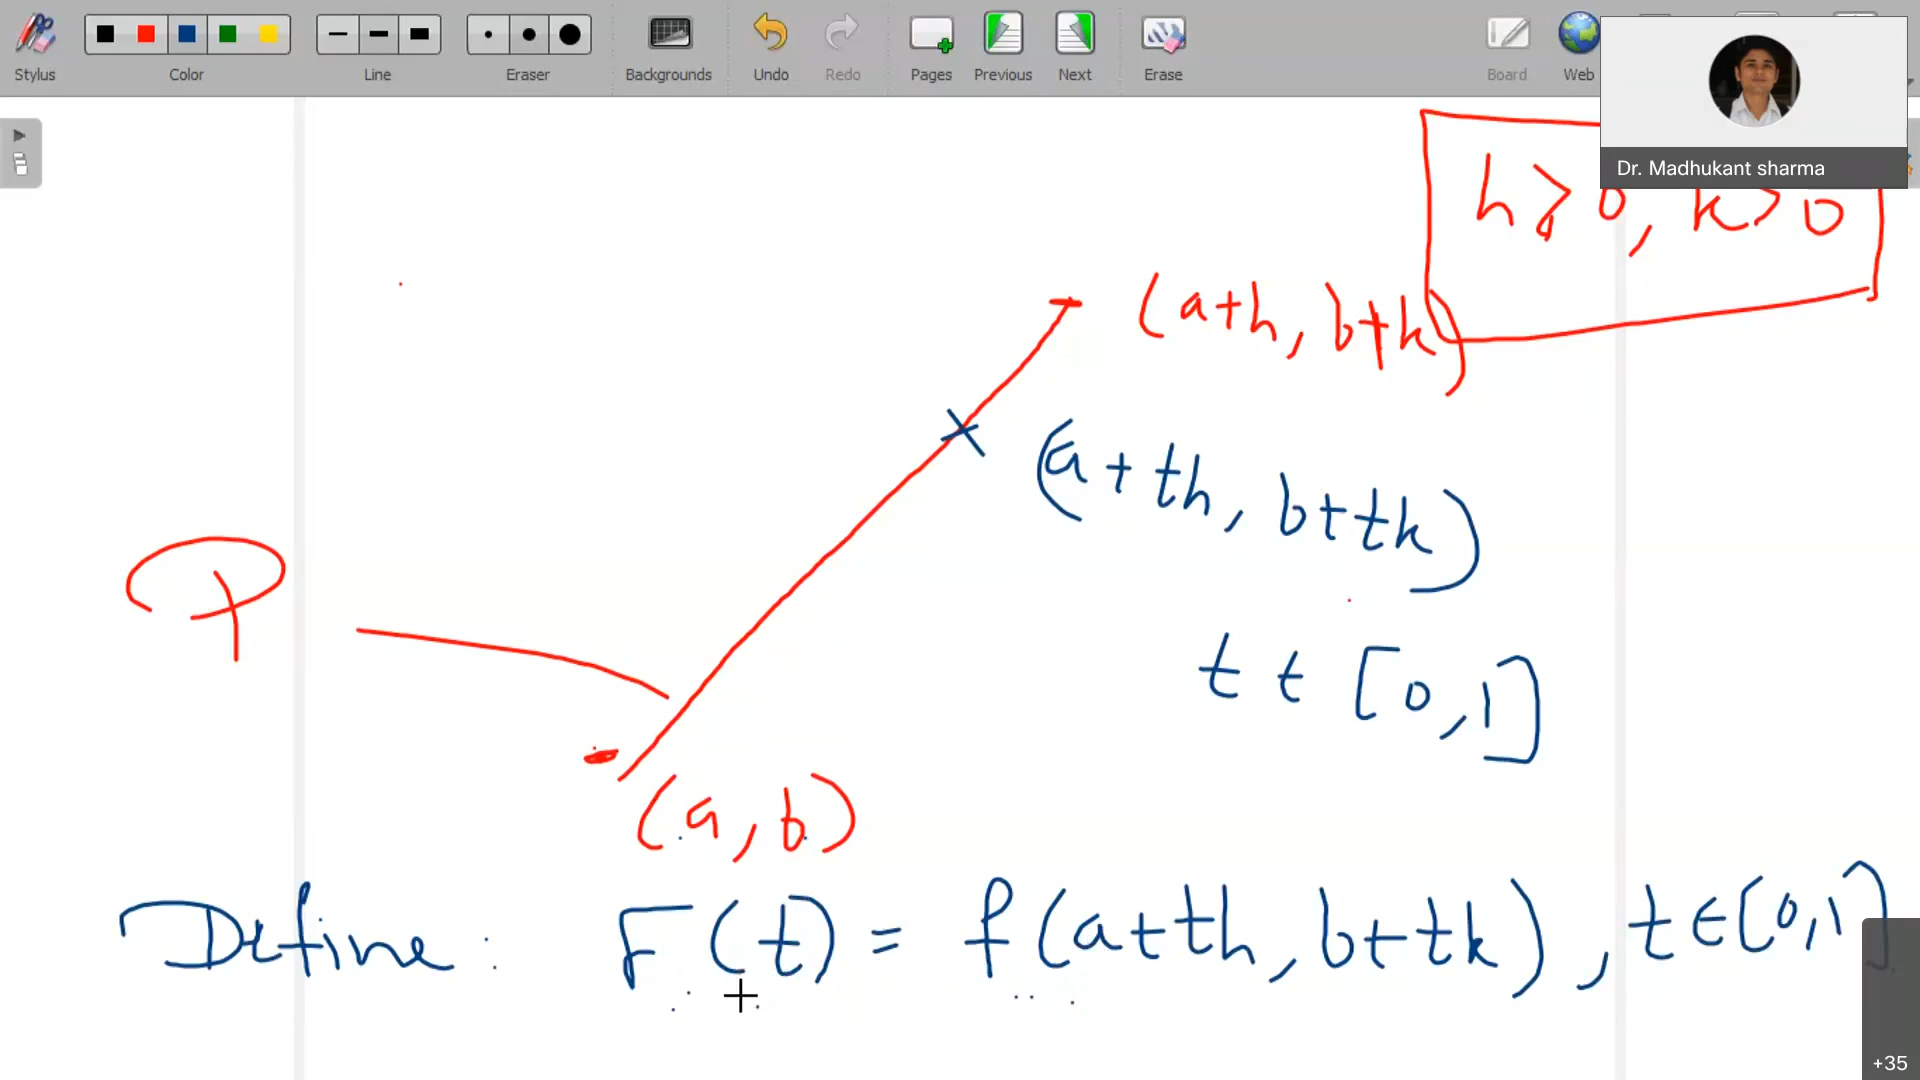 Stylus Color Line Eraser Backgrounds Undo Redo Pages Previous Next Erase Board Web
Dr. Madhukant sharma
h ≥ 0, k > 0
(a+h, b+k)
(a + th, b+tk)
t ∈ [0,1]
(a, b)
Define : F(t) = f(a+th, b+tk), t∈[0,1]
+35